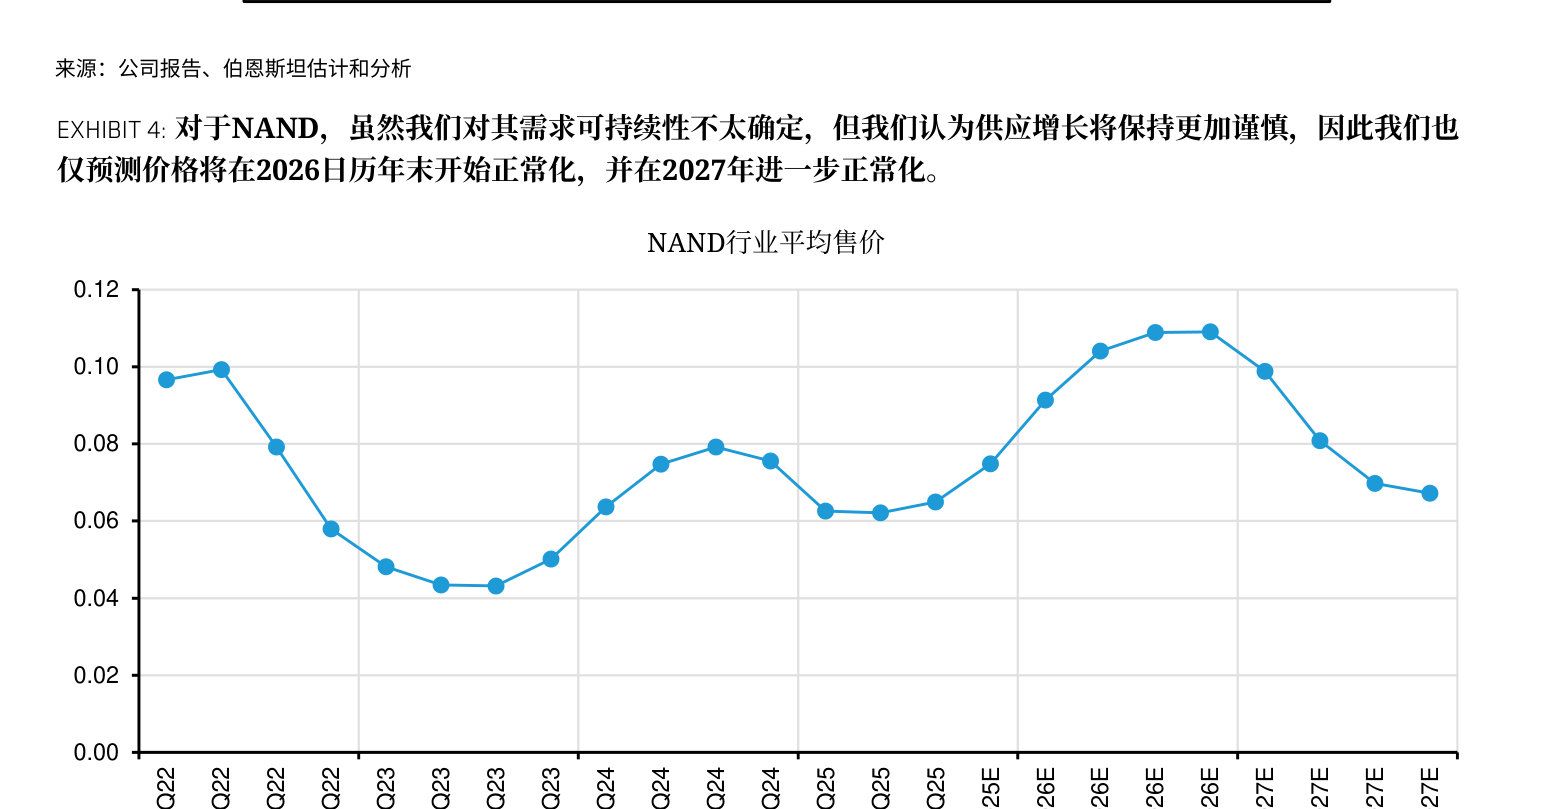 来源：公司报告、伯恩斯坦估计和分析
EXHIBIT 4: 对于NAND，虽然我们对其需求可持续性不太确定，但我们认为供应增长将保持更加谨慎，因此我们也
仅预测价格将在2026日历年末开始正常化，并在2027年进一步正常化。
NAND行业平均售价
0.12
0.10
0.08
0.06
0.04
0.02
0.00
Q22 Q22 Q22 Q22 Q23 Q23 Q23 Q23 Q24 Q24 Q24 Q24 Q25 Q25 Q25 25E 26E 26E 26E 26E 27E 27E 27E 27E